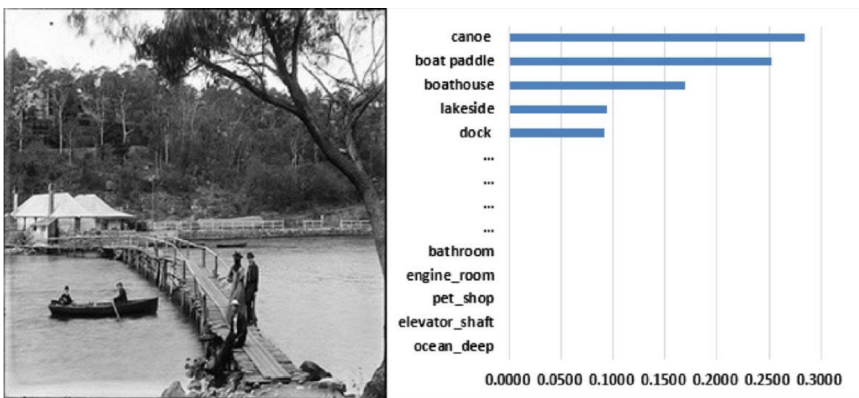 canoe
boat paddle
boathouse
lakeside
dock
...
...
...
...
bathroom
engine_room
pet_shop
elevator_shaft
ocean_deep
0.0000 0.0500 0.1000 0.1500 0.2000 0.2500 0.3000